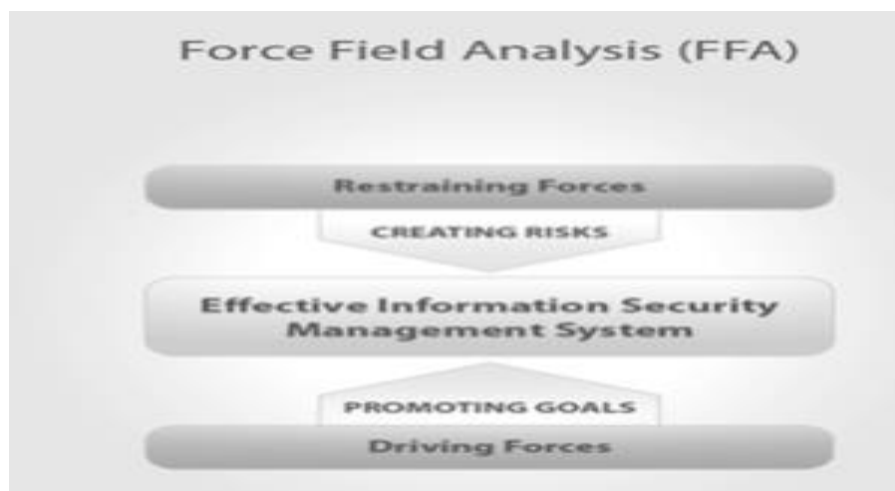 Force Field Analysis (FFA)
Restraining Forces
CREATING RISKS
Effective Information Security
Management System
PROMOTING GOALS
Driving Forces